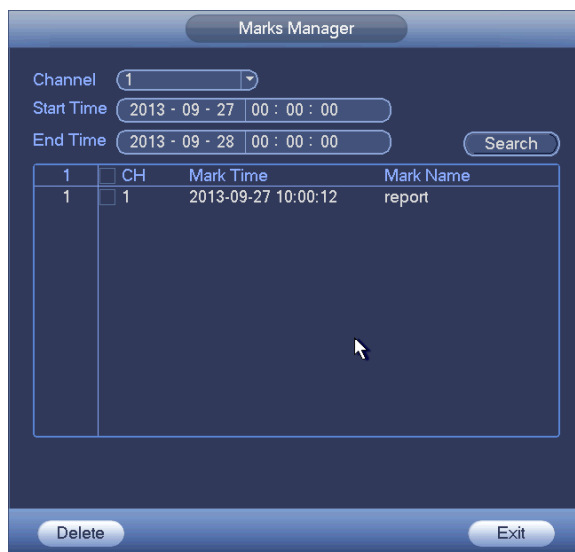 Marks Manager
Channel 1
Start Time 2013 - 09 - 27 00 : 00 : 00
End Time 2013 - 09 - 28 00 : 00 : 00 Search
1 CH Mark Time Mark Name
1 1 2013-09-27 10:00:12 report
Delete Exit